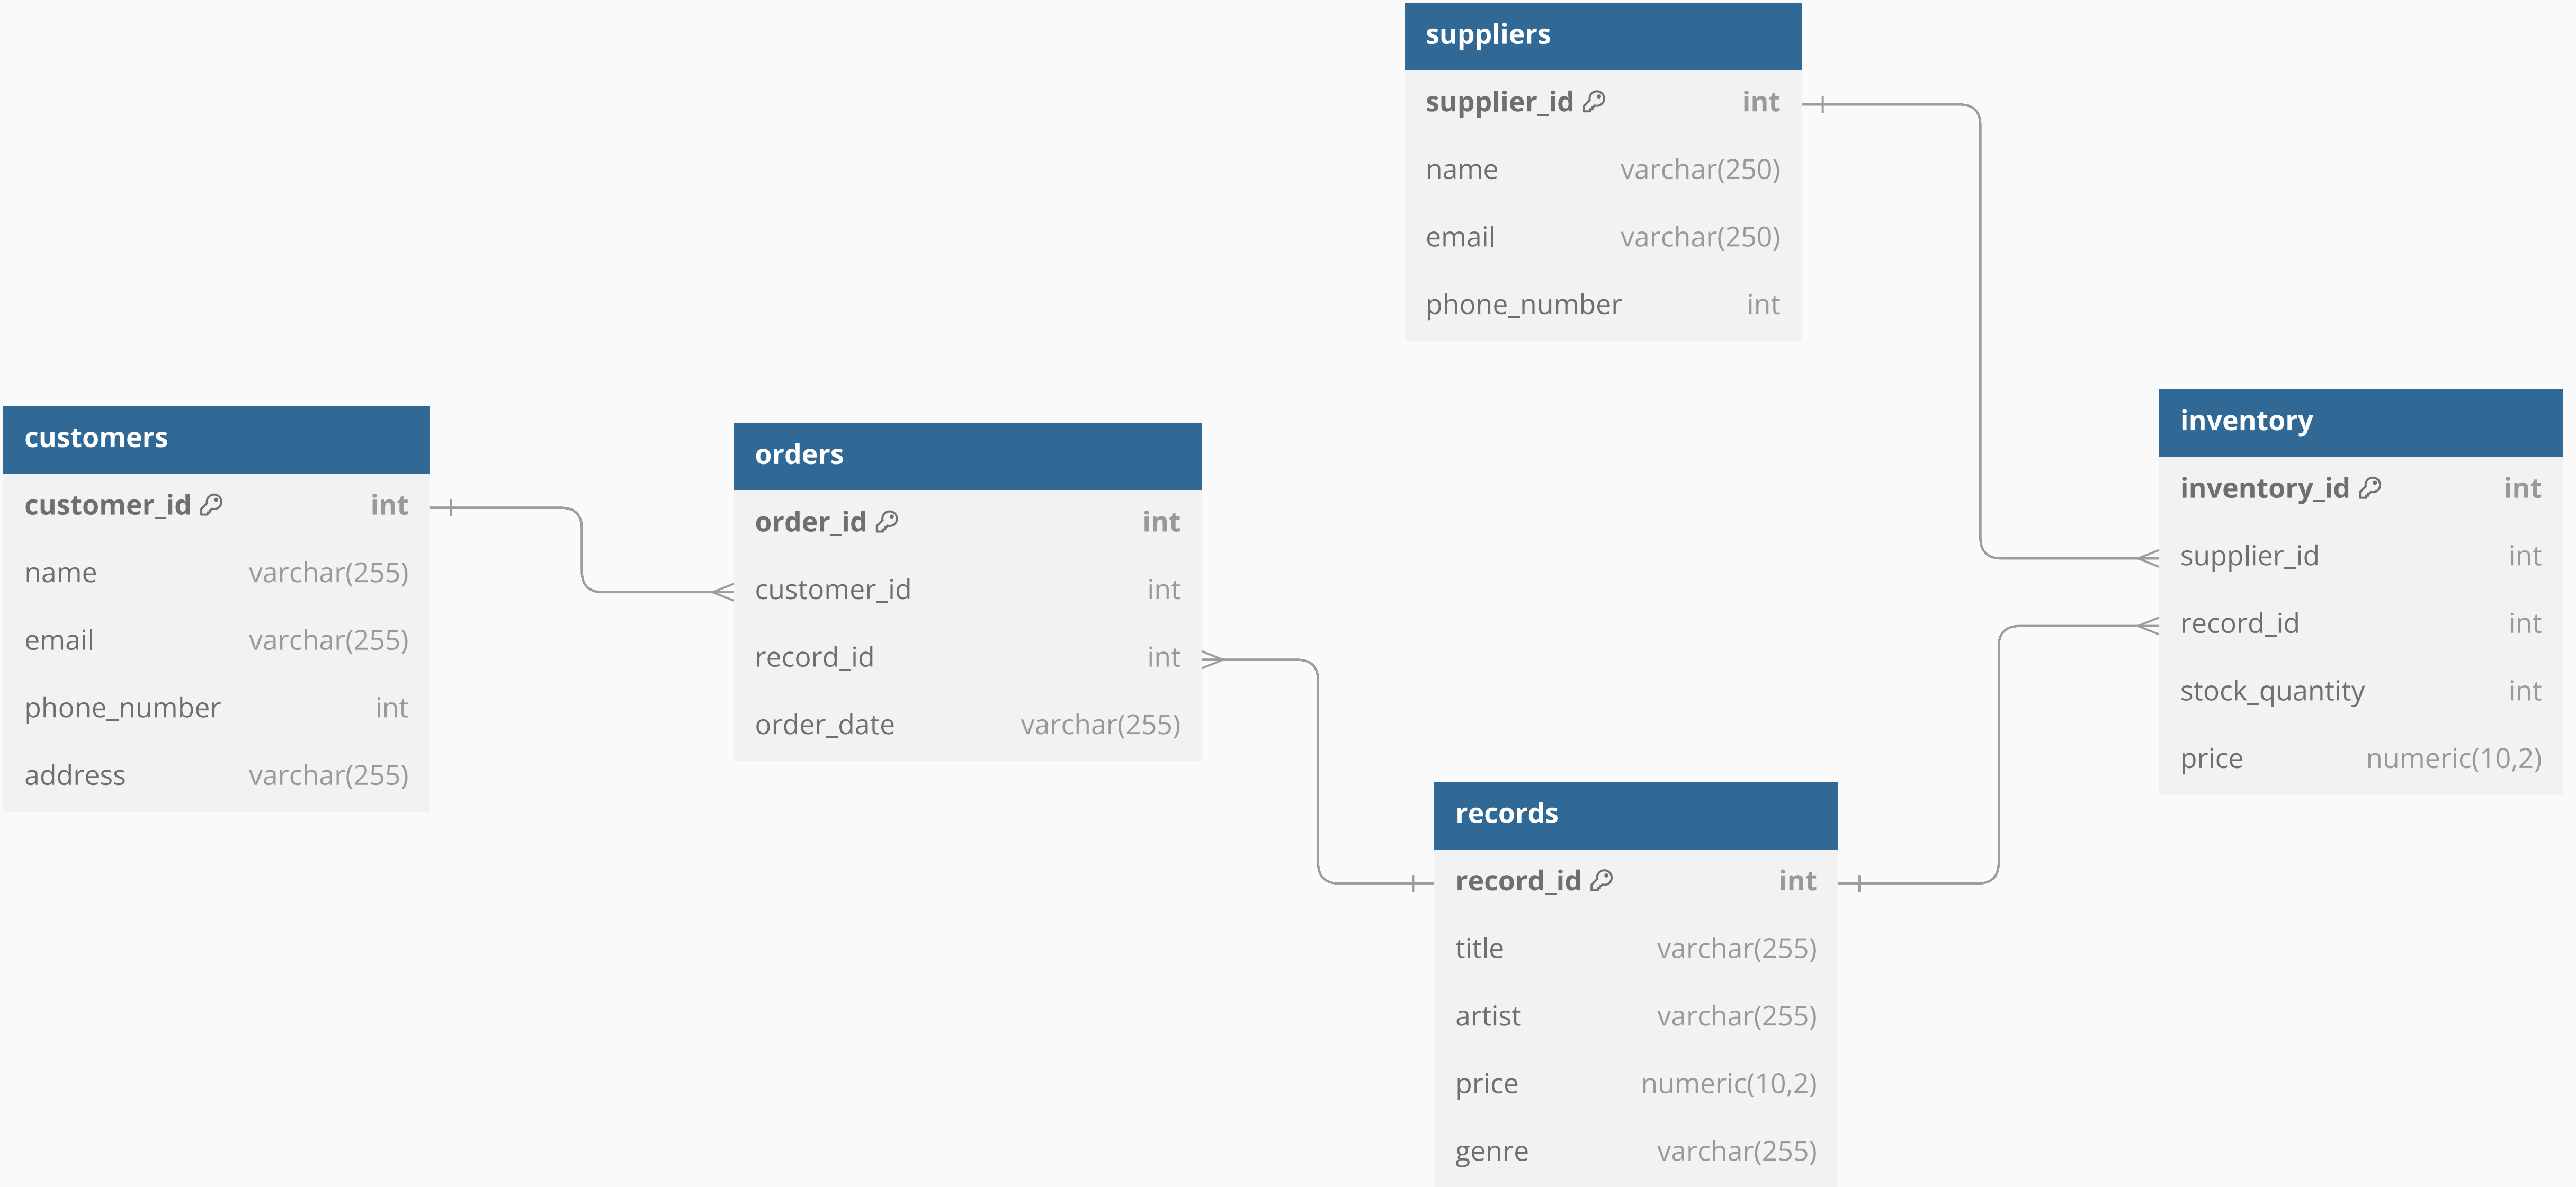 suppliers
supplier_id int
name varchar(250)
email varchar(250)
phone_number int
customers
customer_id int
name varchar(255)
email varchar(255)
phone_number int
address varchar(255)
orders
order_id int
customer_id int
record_id int
order_date varchar(255)
inventory
inventory_id int
supplier_id int
record_id int
stock_quantity int
price numeric(10,2)
records
record_id int
title varchar(255)
artist varchar(255)
price numeric(10,2)
genre varchar(255)